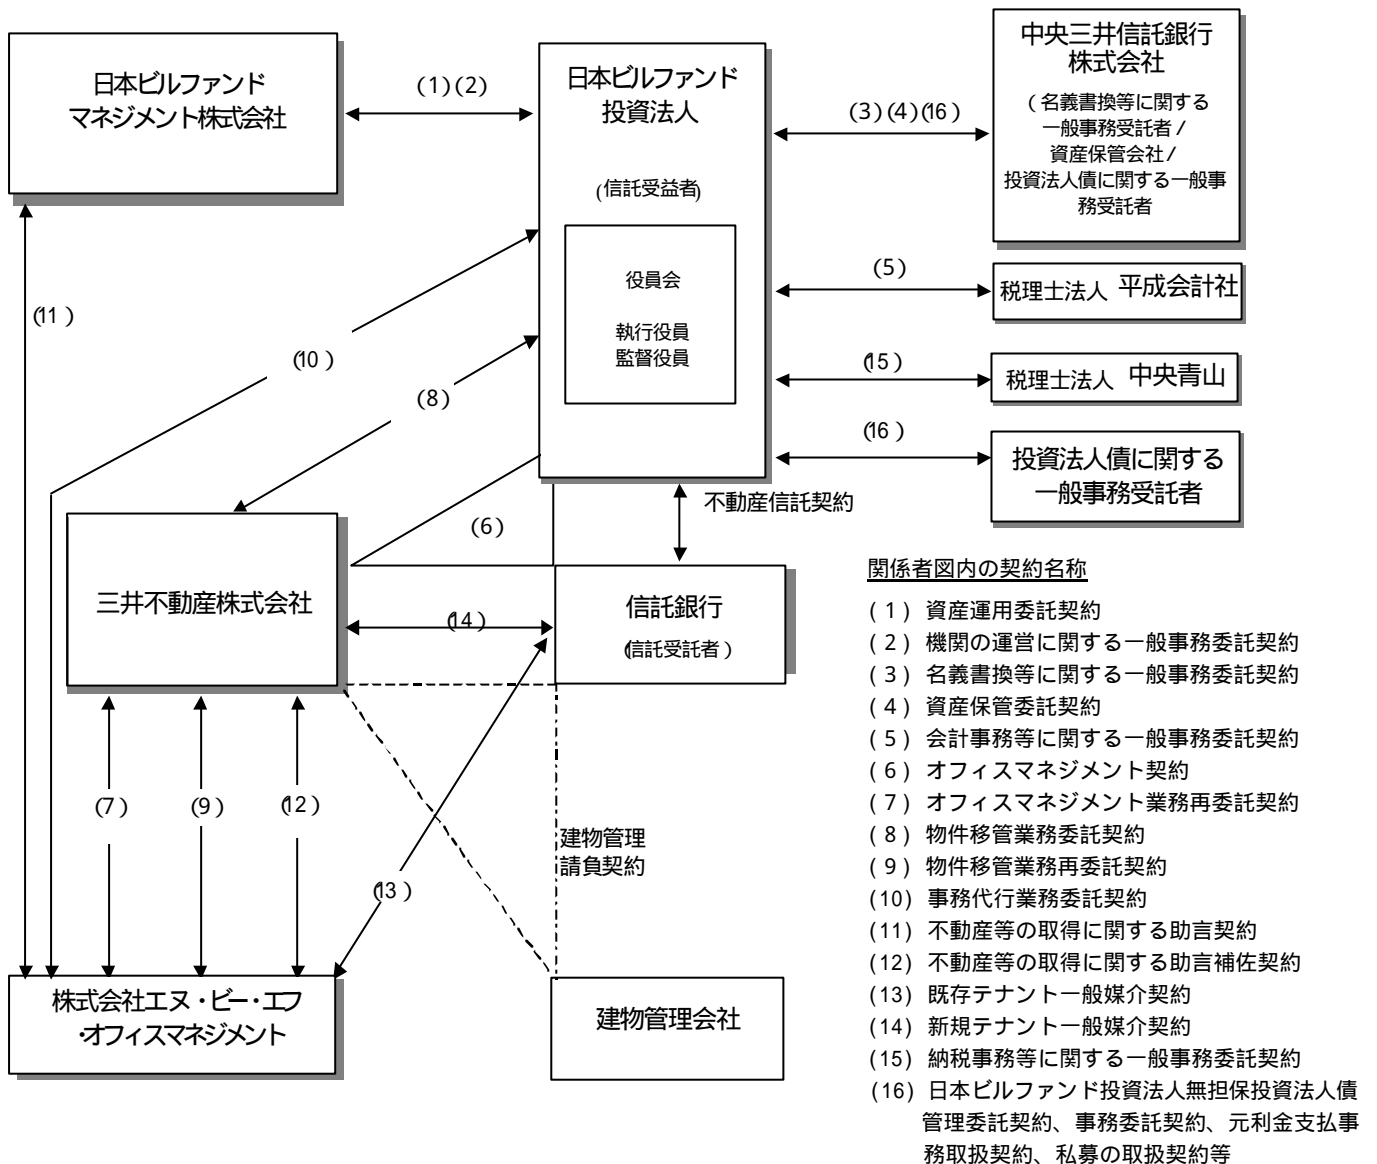 日本ビルファンド
マネジメント株式会社
(1)(2)
日本ビルファンド
投資法人
(信託受益者)
役員会
執行役員
監督役員
(3)(4)(16)
中央三井信託銀行
株式会社
(名義書換等に関する
一般事務受託者/
資産保管会社/
投資法人債に関する一般事
務受託者
(5)
税理士法人 平成会計社
(15)
税理士法人 中央青山
(16)
投資法人債に関する
一般事務受託者
(11)
(10)
(8)
(6)
不動産信託契約
三井不動産株式会社
(14)
信託銀行
(信託受託者)
(7)
(9)
(12)
(13)
建物管理
請負契約
株式会社エヌ・ビー・エフ
・オフィスマネジメント
建物管理会社
関係者図内の契約名称
(1) 資産運用委託契約
(2) 機関の運営に関する一般事務委託契約
(3) 名義書換等に関する一般事務委託契約
(4) 資産保管委託契約
(5) 会計事務等に関する一般事務委託契約
(6) オフィスマネジメント契約
(7) オフィスマネジメント業務再委託契約
(8) 物件移管業務委託契約
(9) 物件移管業務再委託契約
(10) 事務代行業務委託契約
(11) 不動産等の取得に関する助言契約
(12) 不動産等の取得に関する助言補佐契約
(13) 既存テナント一般媒介契約
(14) 新規テナント一般媒介契約
(15) 納税事務等に関する一般事務委託契約
(16) 日本ビルファンド投資法人無担保投資法人債
管理委託契約、事務委託契約、元利金支払事
務取扱契約、私募の取扱契約等